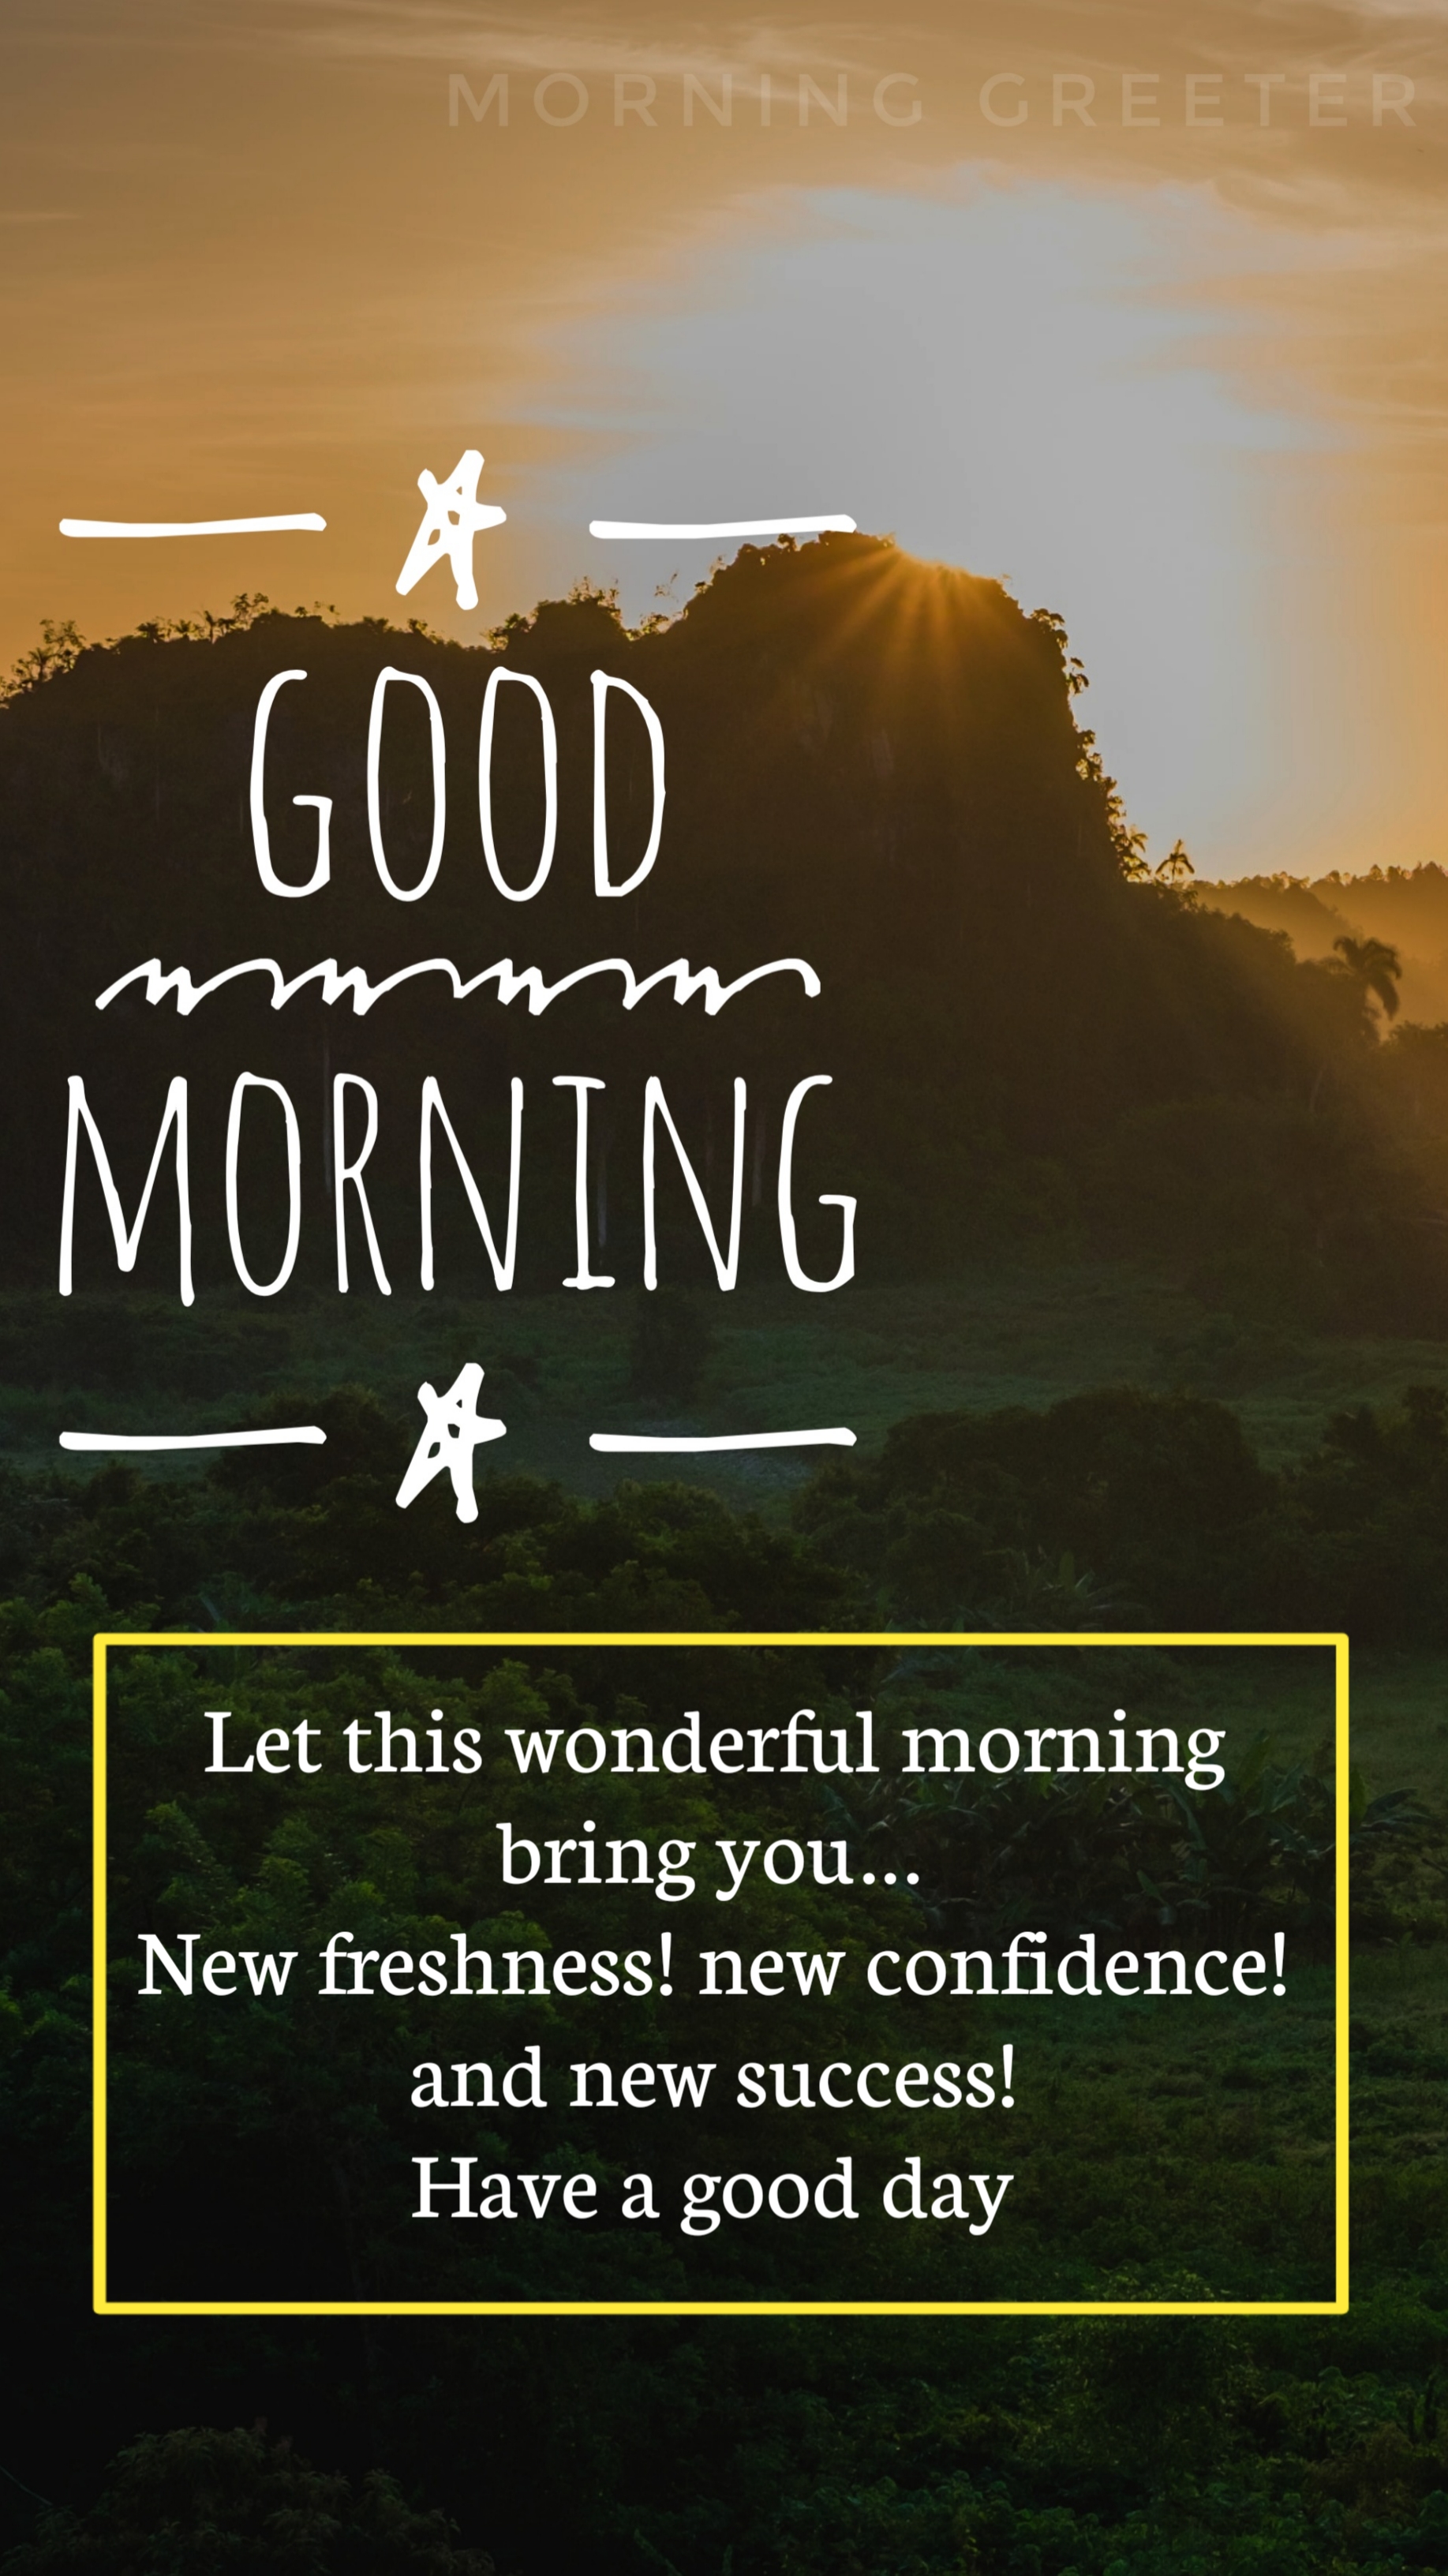 MORNING GREETER
GOOD
MORNING
Let this wonderful morning
bring you...
New freshness! new confidence!
and new success!
Have a good day